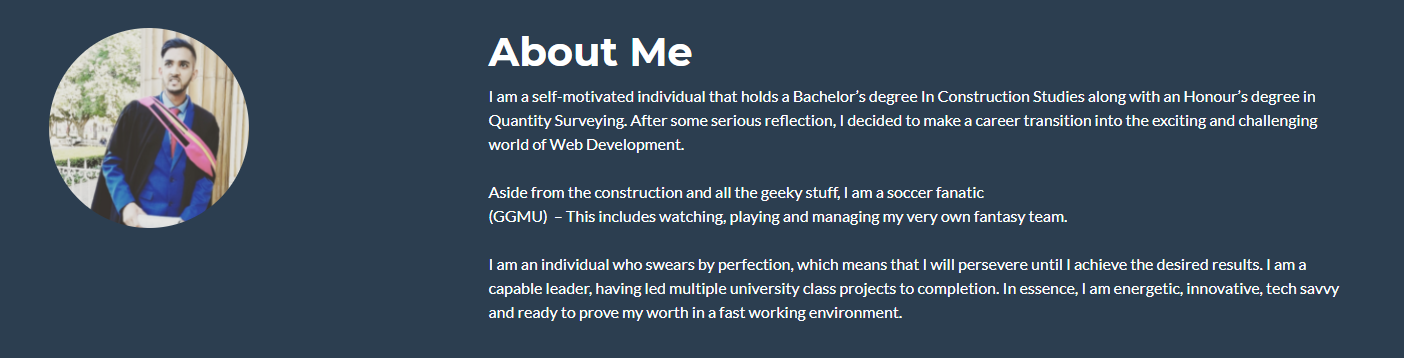 About Me
I am a self-motivated individual that holds a Bachelor’s degree In Construction Studies along with an Honour’s degree in
Quantity Surveying. After some serious reflection, I decided to make a career transition into the exciting and challenging
world of Web Development.
Aside from the construction and all the geeky stuff, I am a soccer fanatic
(GGMU)  – This includes watching, playing and managing my very own fantasy team.
I am an individual who swears by perfection, which means that I will persevere until I achieve the desired results. I am a
capable leader, having led multiple university class projects to completion. In essence, I am energetic, innovative, tech savvy
and ready to prove my worth in a fast working environment.